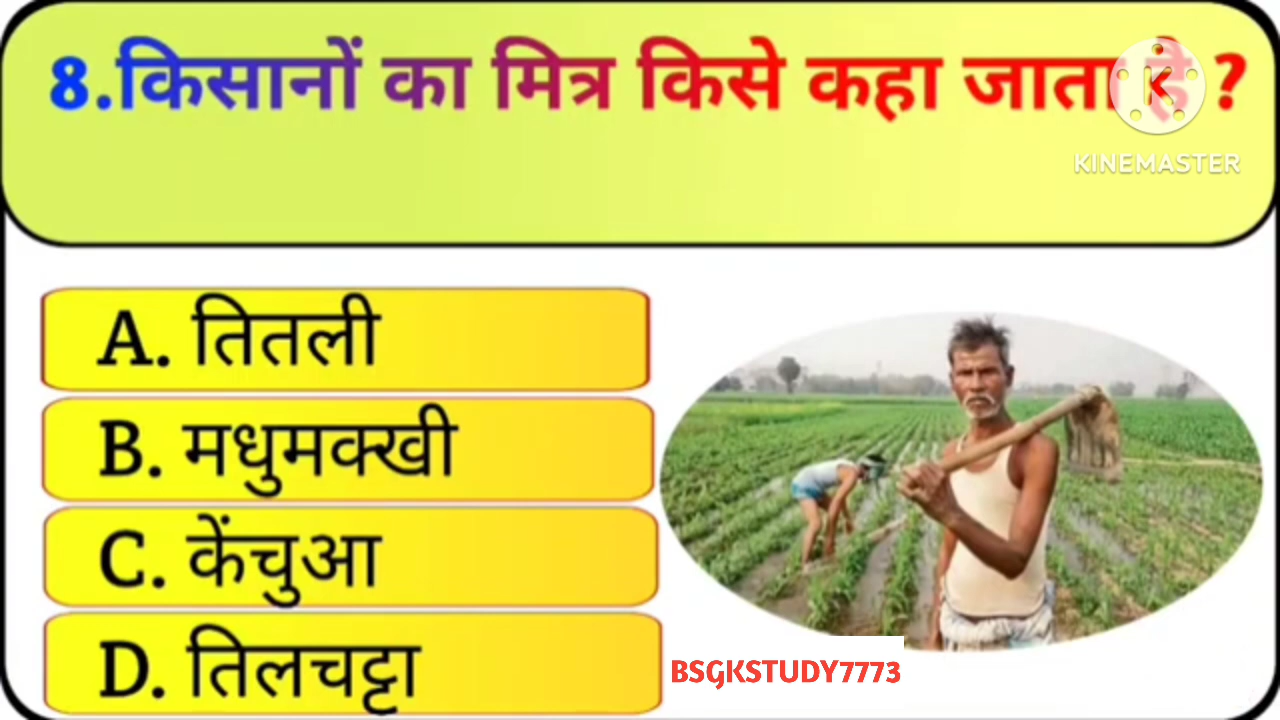 8.किसानों का मित्र किसे कहा जाता है ?
KINEMASTER
A. तितली
B. मधुमक्खी
C. केंचुआ
D. तिलचट्टा
BSGKSTUDY7773